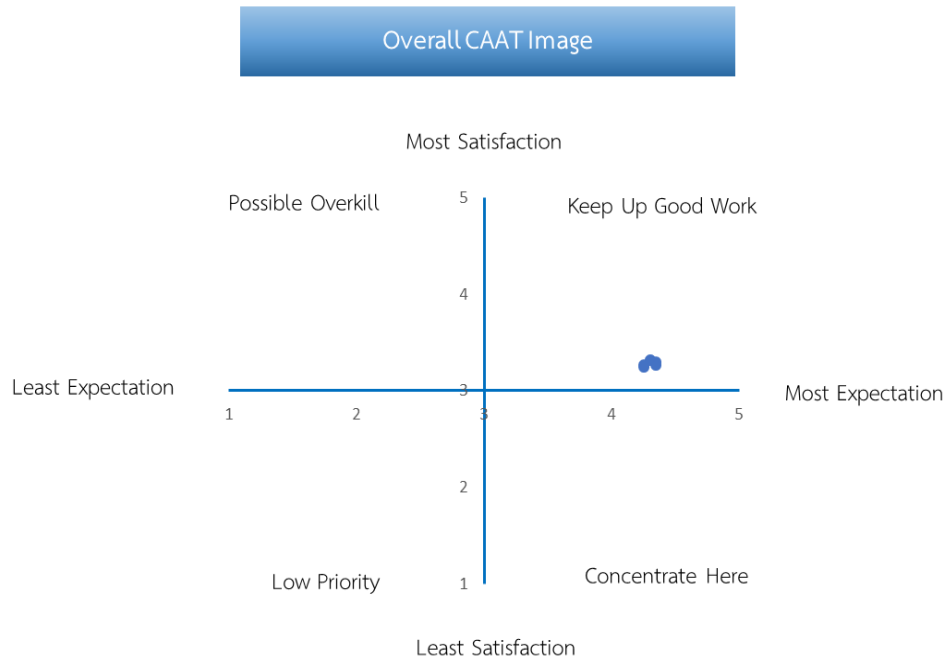 Overall CAAT Image
Most Satisfaction
Possible Overkill
5
Keep Up Good Work
4
Least Expectation
3
Most Expectation
1
2
3
4
5
2
Low Priority
1
Concentrate Here
Least Satisfaction